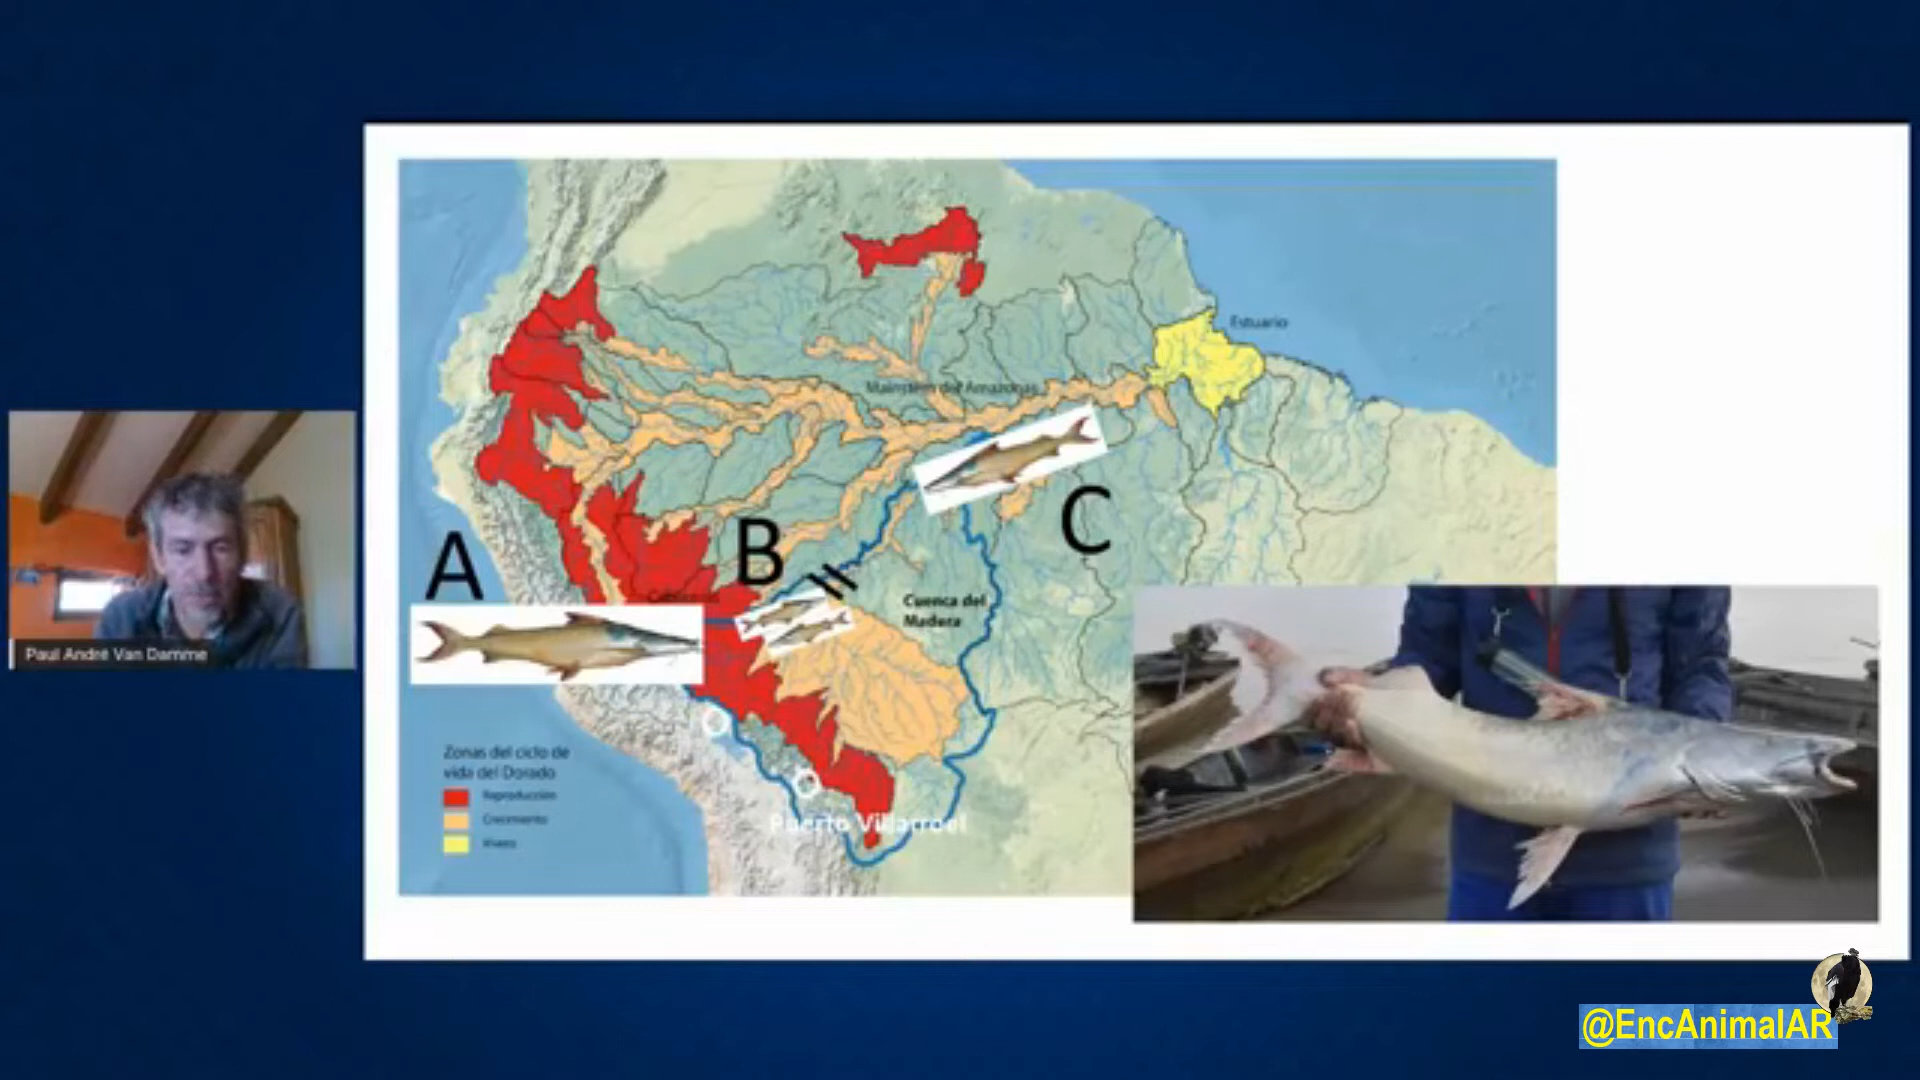 Estuario
Mainstem del Amazonas
A
B
C
Cuenca del
Madera
Paul André Van Damme
Zonas del ciclo de
vida del Dorado
Reproducción
Crecimiento
Vivero
Puerto Villarroel
@EncAnimalAR